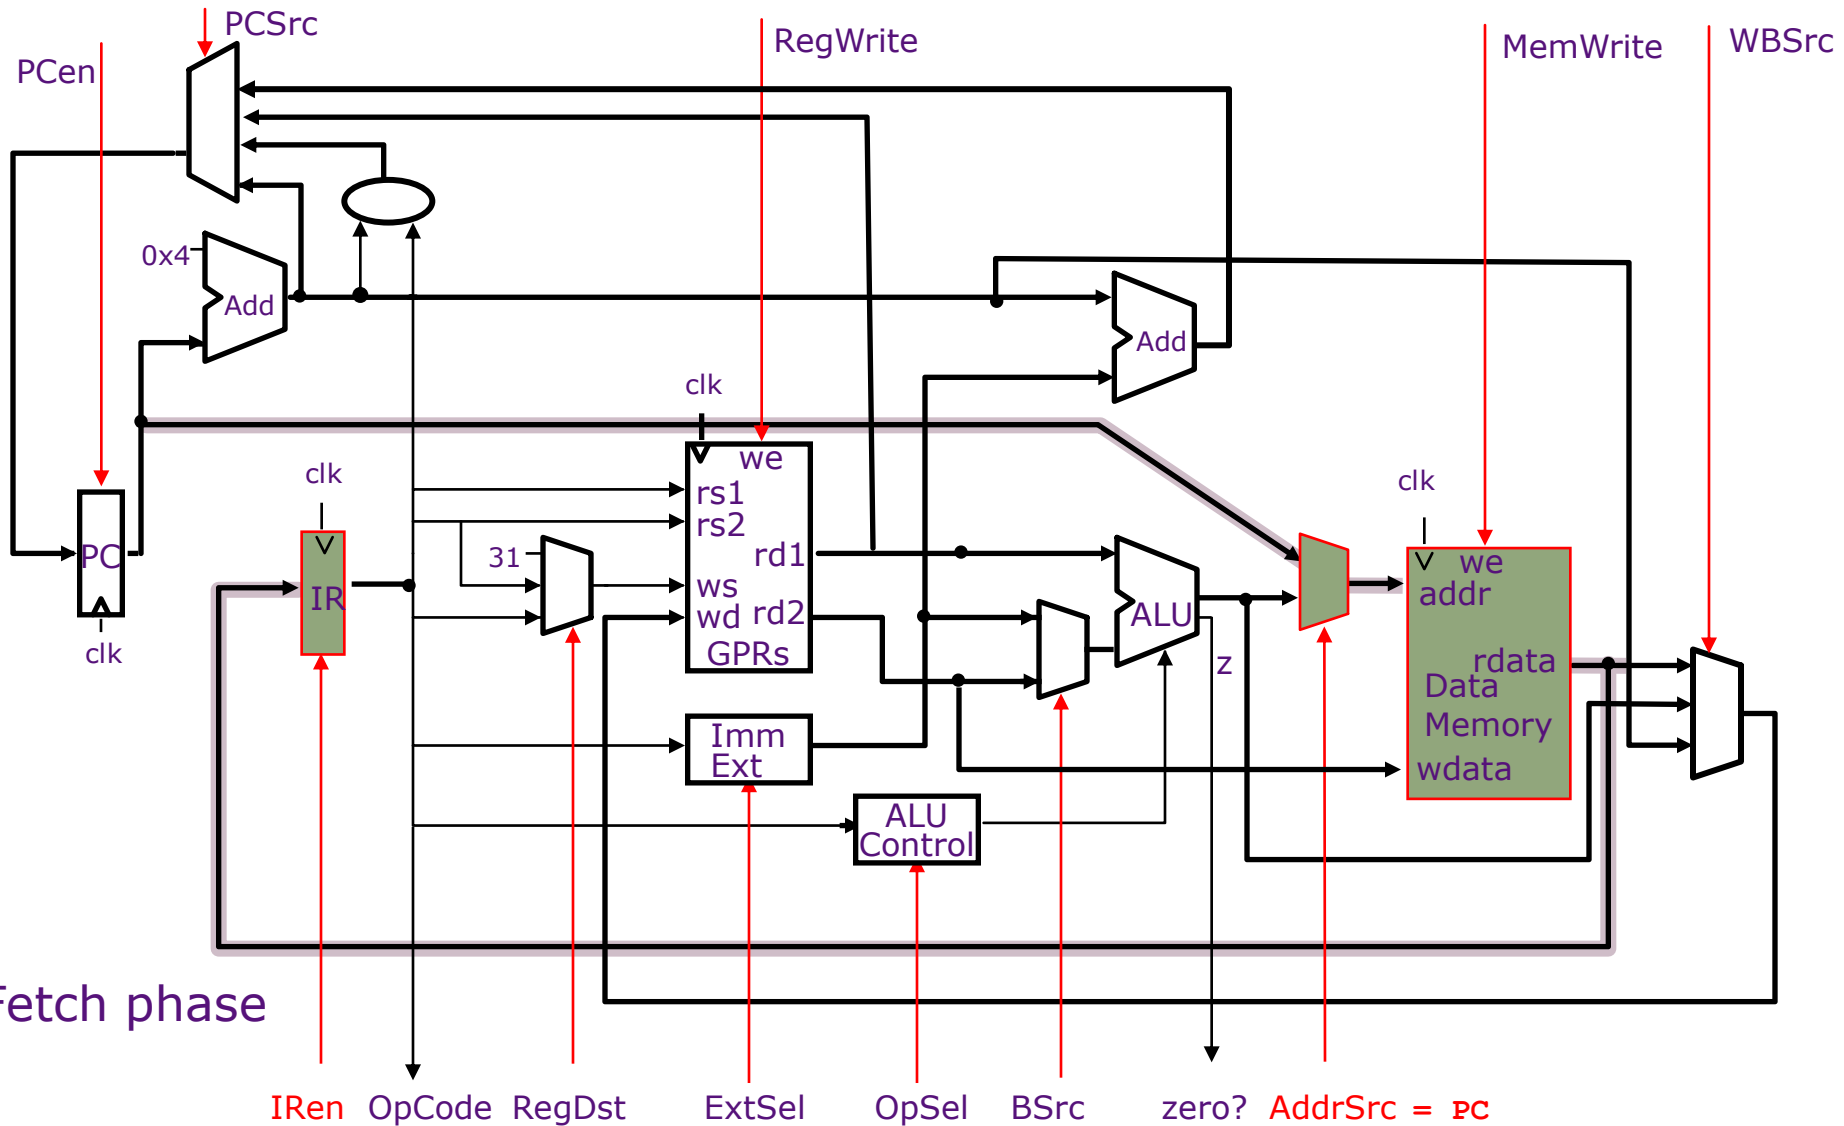 PCSrc
PCen
RegWrite
MemWrite
WBSrc
0x4
Add
Add
clk
clk
clk
we
rs1
rs2
rd1
31
ws
wd rd2
GPRs
PC
clk
IR
ALU
z
we
addr
rdata
Data
Memory
wdata
Imm
Ext
ALU
Control
Fetch phase
IRen OpCode RegDst ExtSel OpSel BSrc zero? AddrSrc = PC